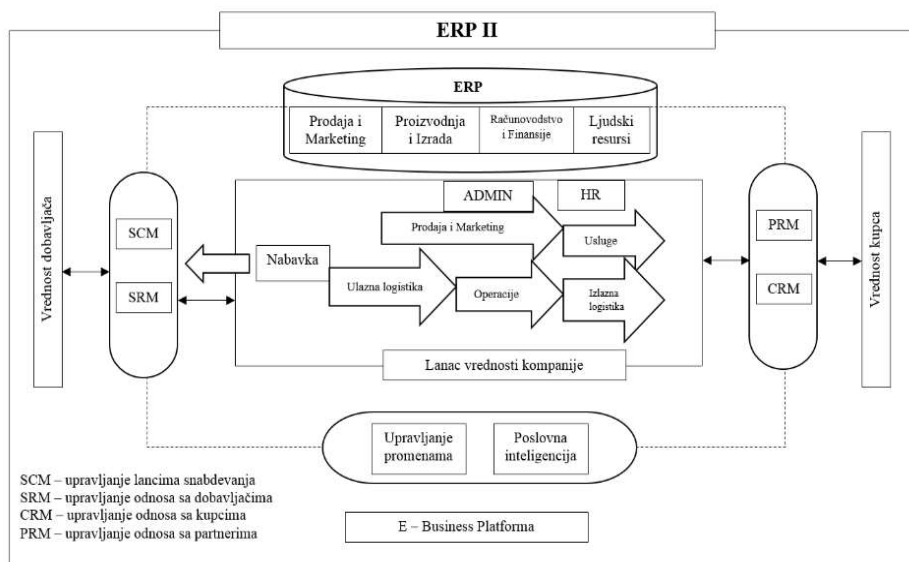 ERP II
ERP
Prodaja i
Marketing
Proizvodnja
i Izrada
Računovodstvo
i Finansije
Ljudski
resursi
Vrednost dobavljača
SCM
SRM
ADMIN
HR
Prodaja i Marketing
Usluge
Nabavka
Ulazna logistika
Operacije
Izlazna
logistika
Lanac vrednosti kompanije
PRM
CRM
Vrednost kupca
Upravljanje
promenama
Poslovna
inteligencija
SCM – upravljanje lancima snabdevanja
SRM – upravljanje odnosa sa dobavljačima
CRM – upravljanje odnosa sa kupcima
PRM – upravljanje odnosa sa partnerima
E – Business Platforma